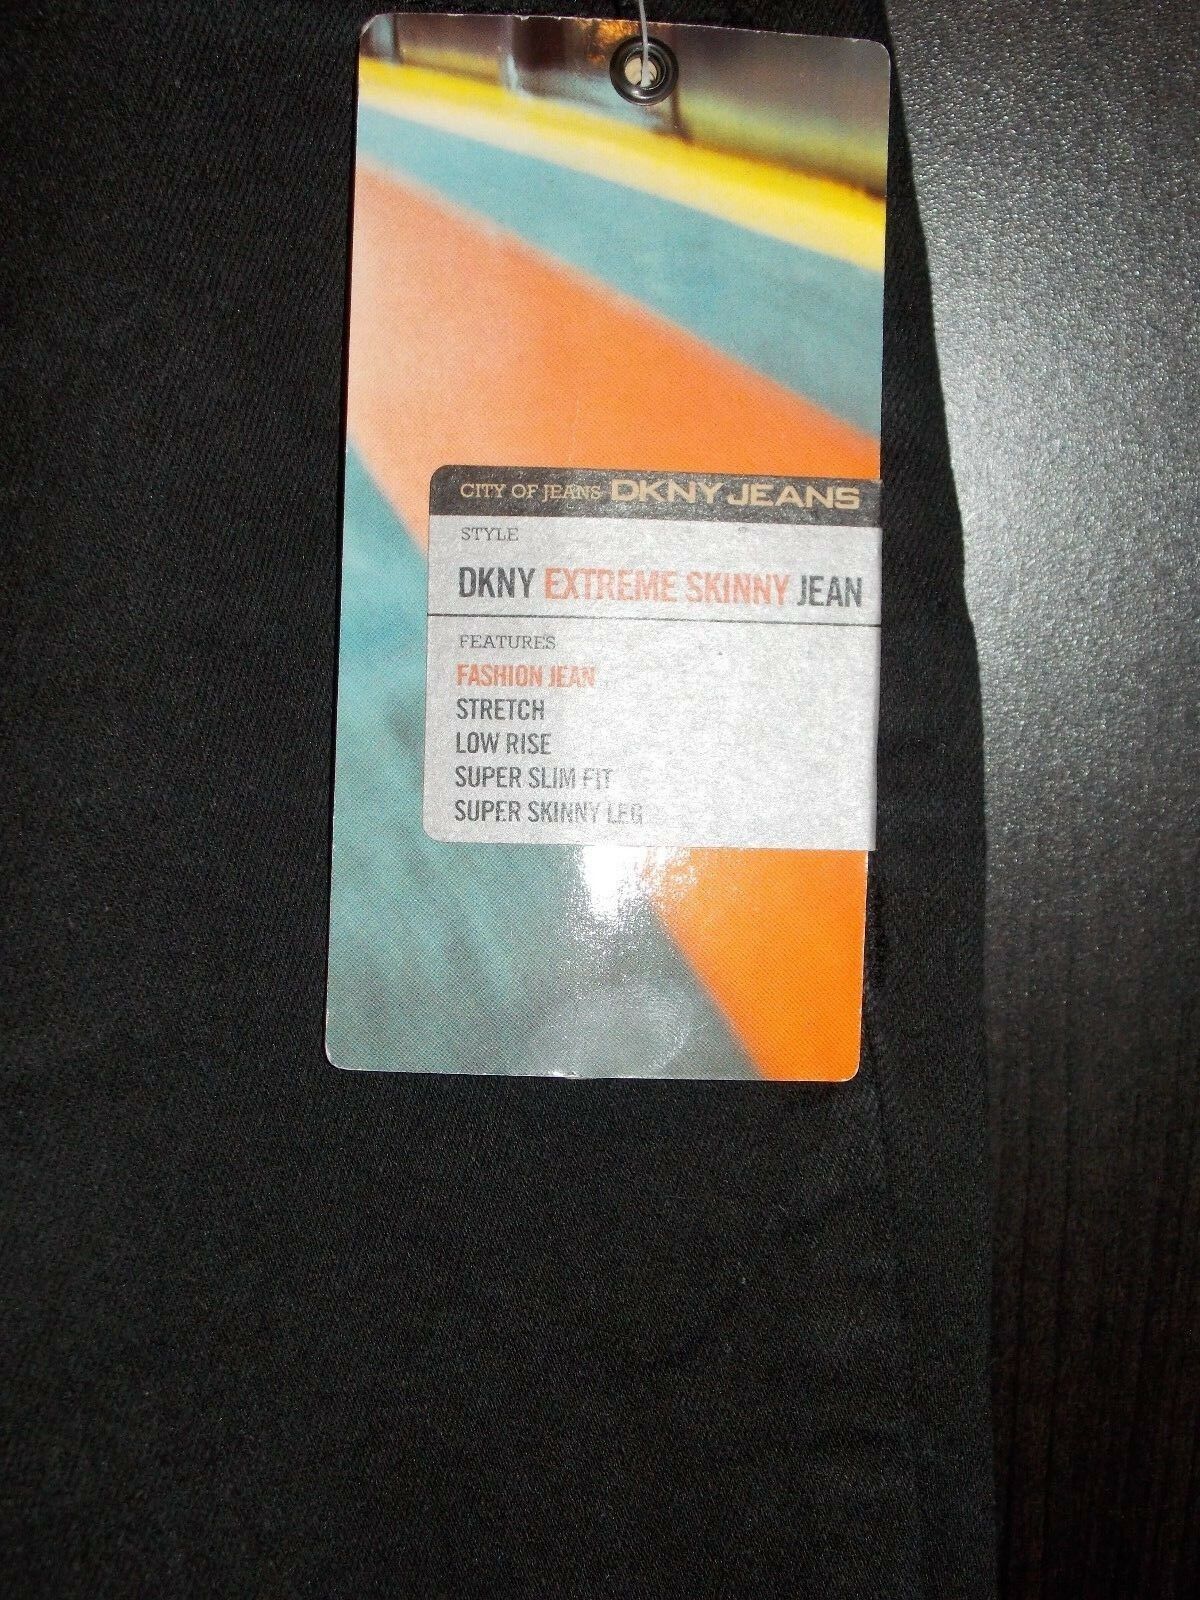 CITY OF JEANS DKNY JEANS
STYLE
DKNY EXTREME SKINNY JEAN
FEATURES
FASHION JEAN
STRETCH
LOW RISE
SUPER SLIM FIT
SUPER SKINNY LEG